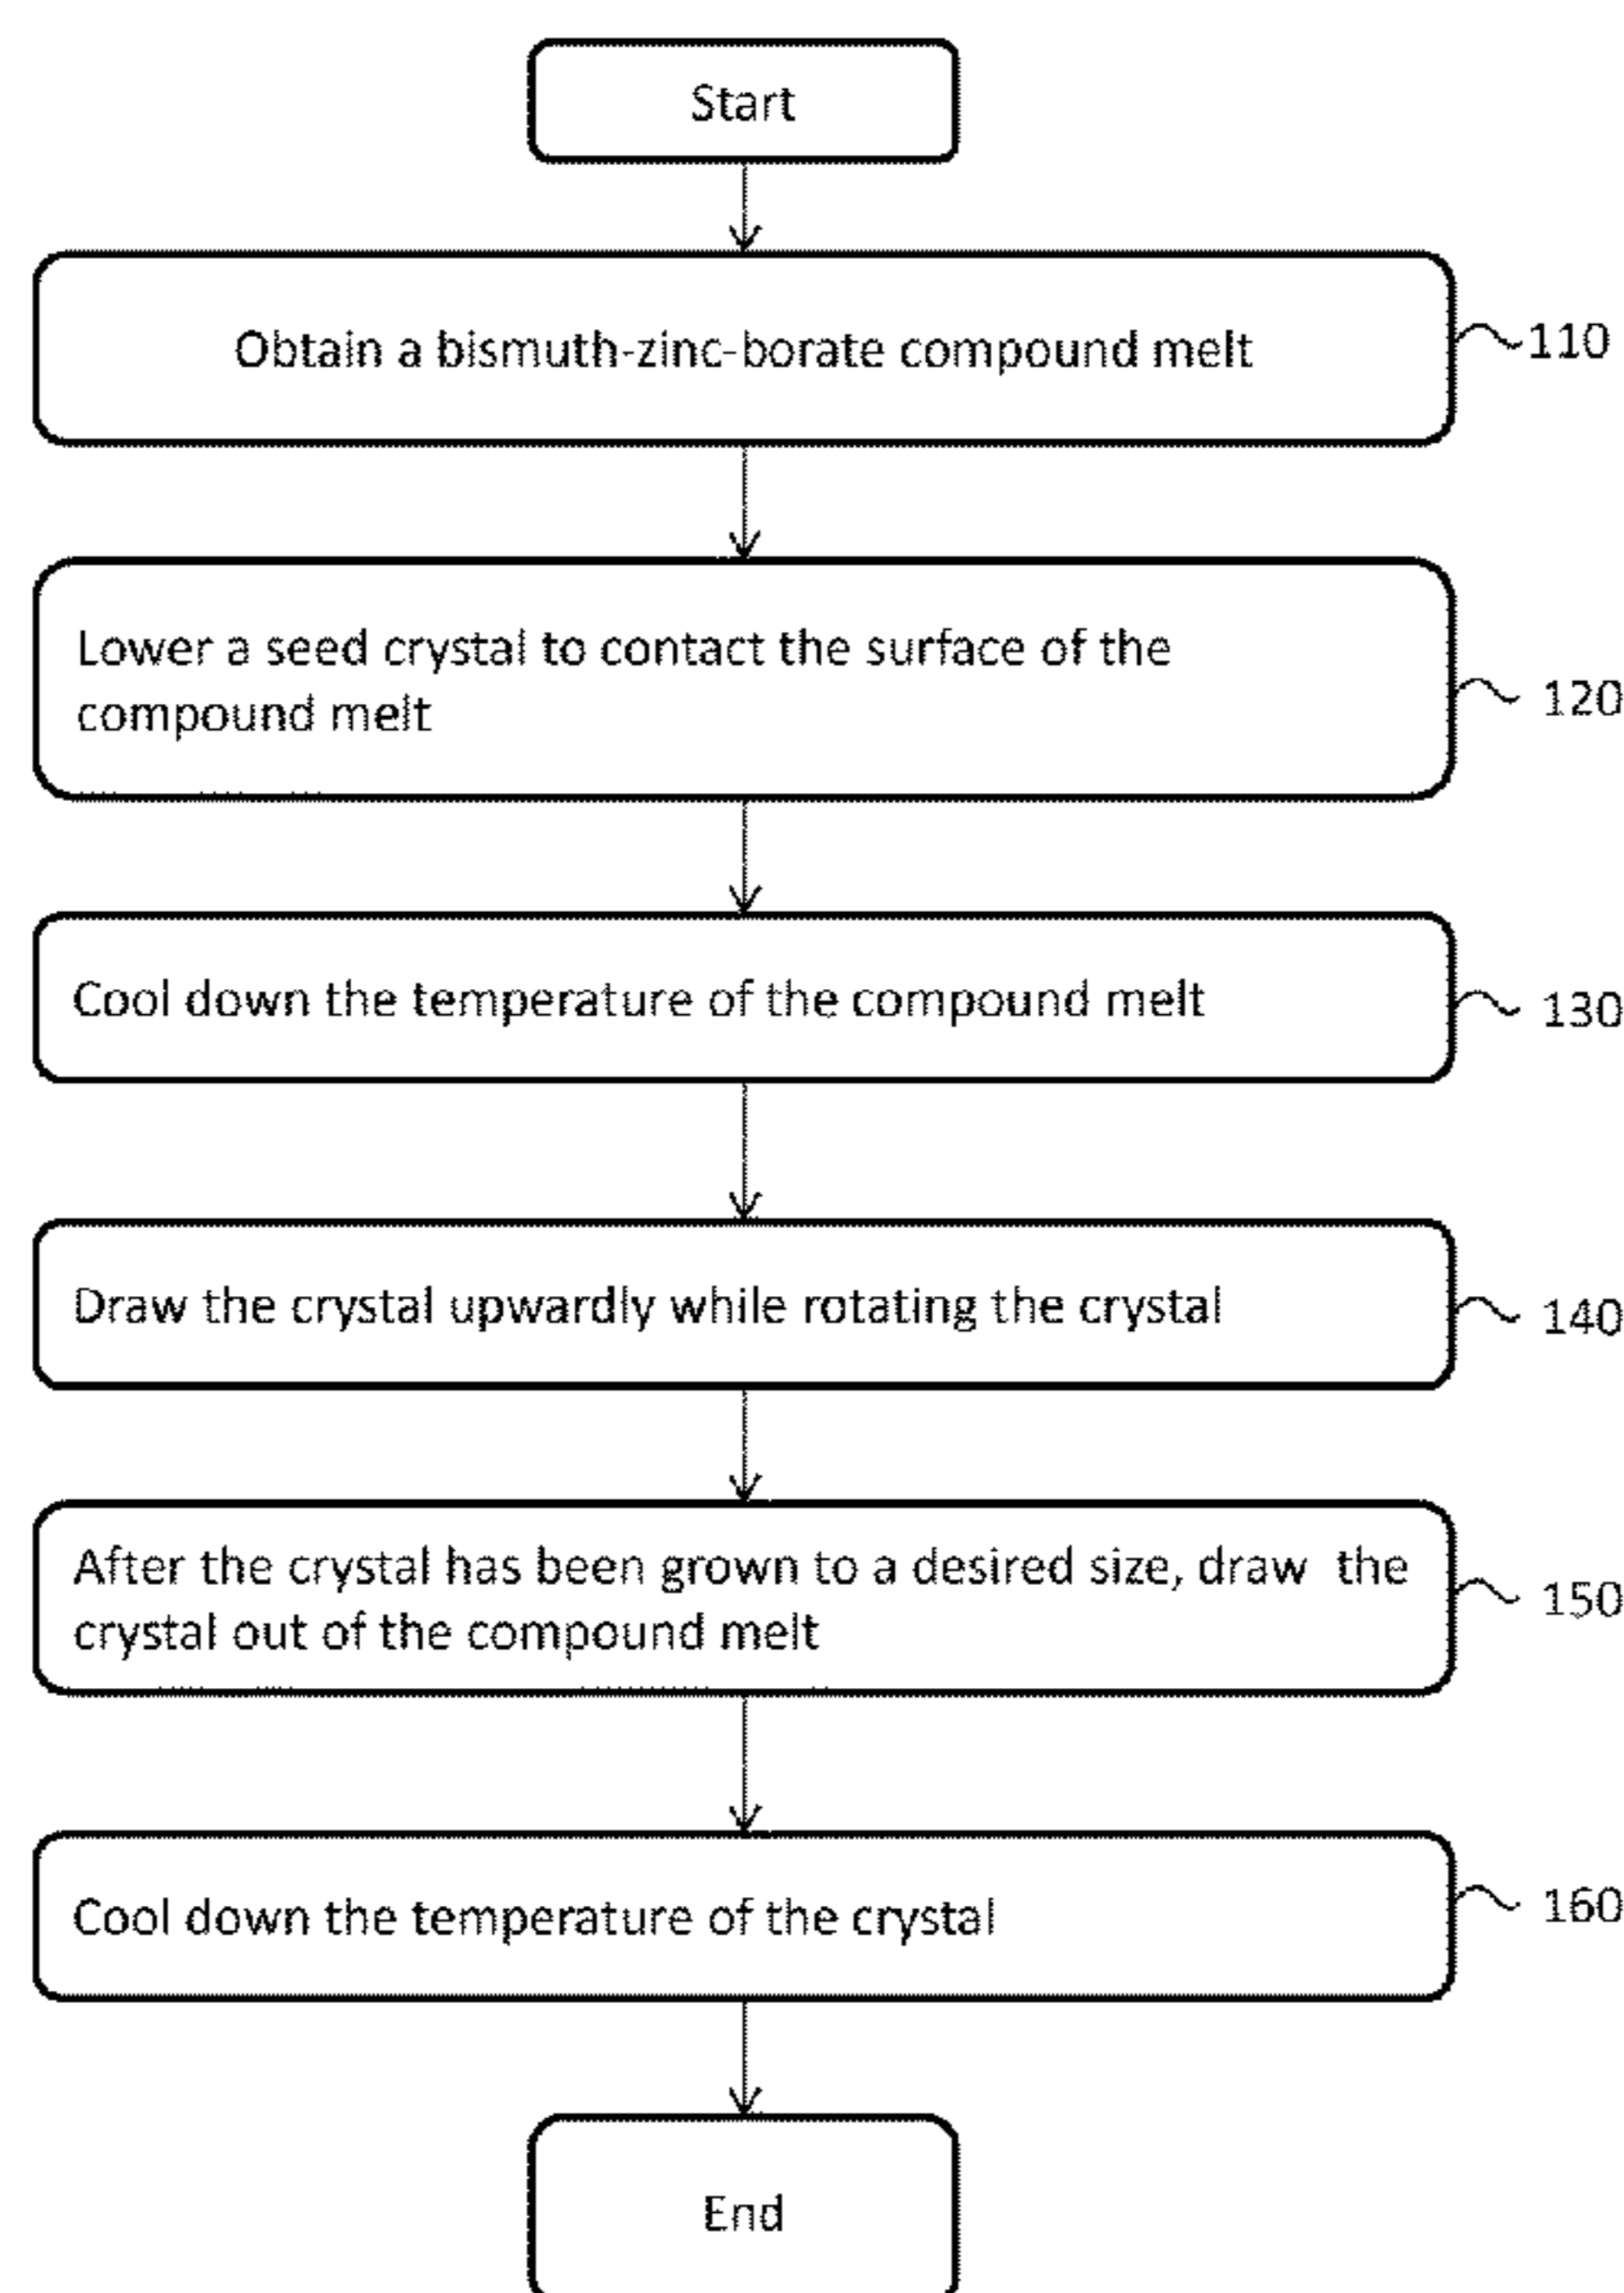 Start
Obtain a bismuth-zinc-borate compound melt
110
Lower a seed crystal to contact the surface of the
compound melt
120
Cool down the temperature of the compound melt
130
Draw the crystal upwardly while rotating the crystal
140
After the crystal has been grown to a desired size, draw the
crystal out of the compound melt
150
Cool down the temperature of the crystal
160
End